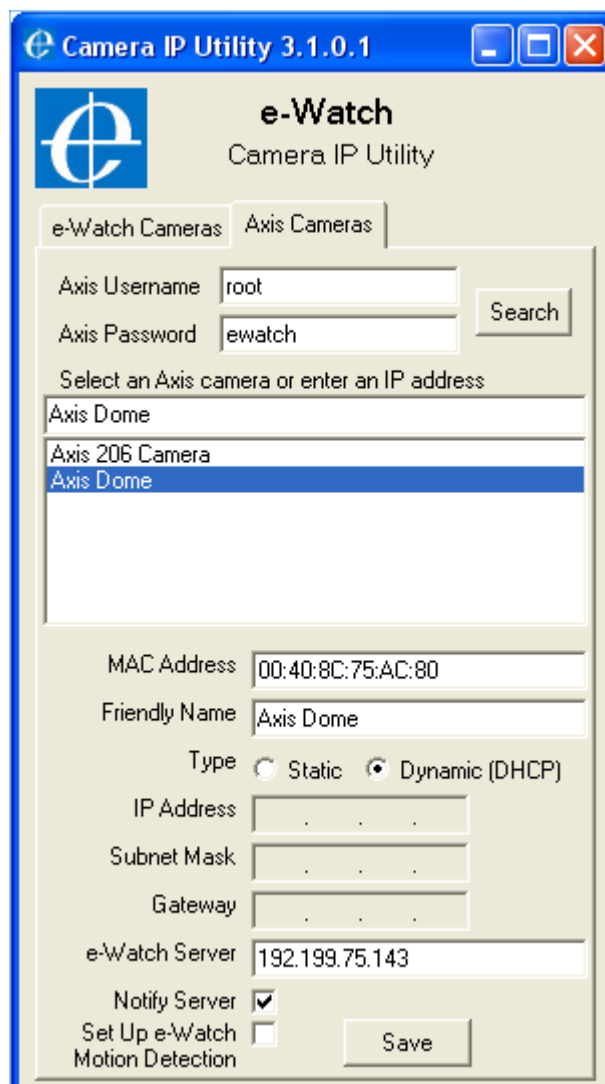 Camera IP Utility 3.1.0.1
e-Watch
Camera IP Utility
e-Watch Cameras Axis Cameras
Axis Username root
Search
Axis Password ewatch
Select an Axis camera or enter an IP address
Axis Dome
Axis 206 Camera
Axis Dome
MAC Address 00:40:8C:75:AC:80
Friendly Name Axis Dome
Type Static Dynamic (DHCP)
IP Address . . .
Subnet Mask . . .
Gateway . . .
e-Watch Server 192.199.75.143
Notify Server
Set Up e-Watch
Motion Detection
Save